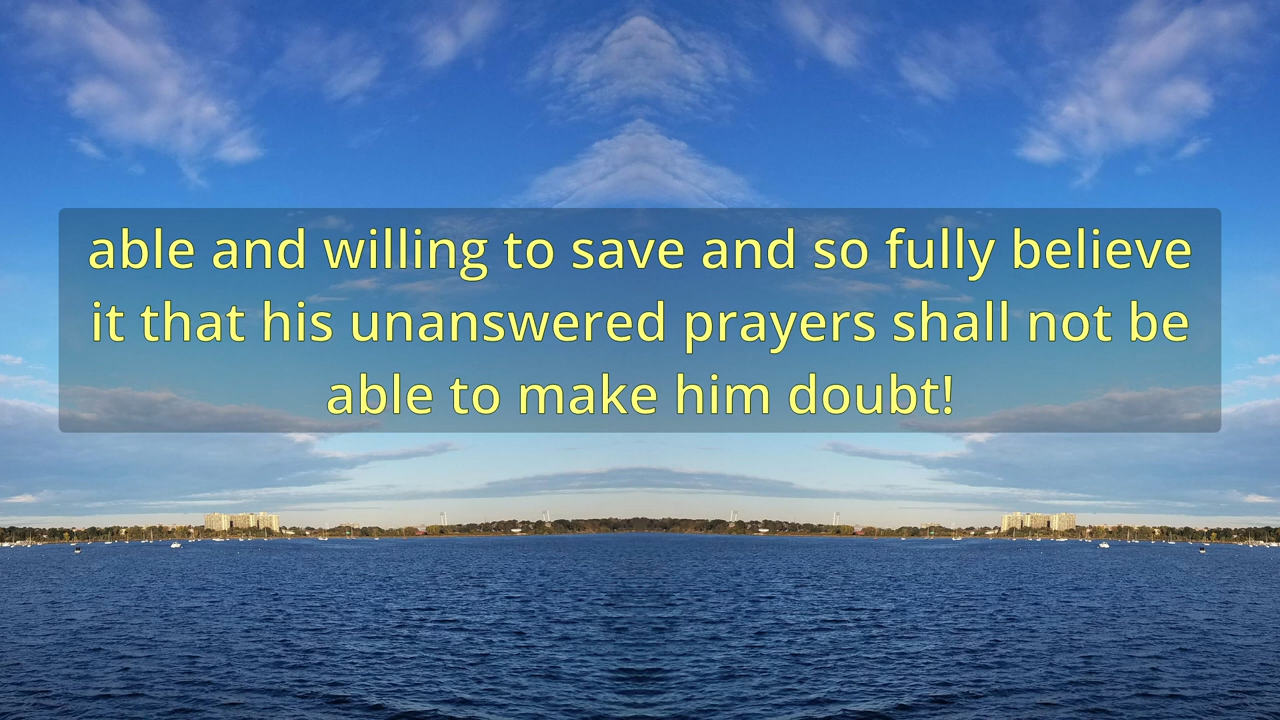 able and willing to save and so fully believe
it that his unanswered prayers shall not be
able to make him doubt!